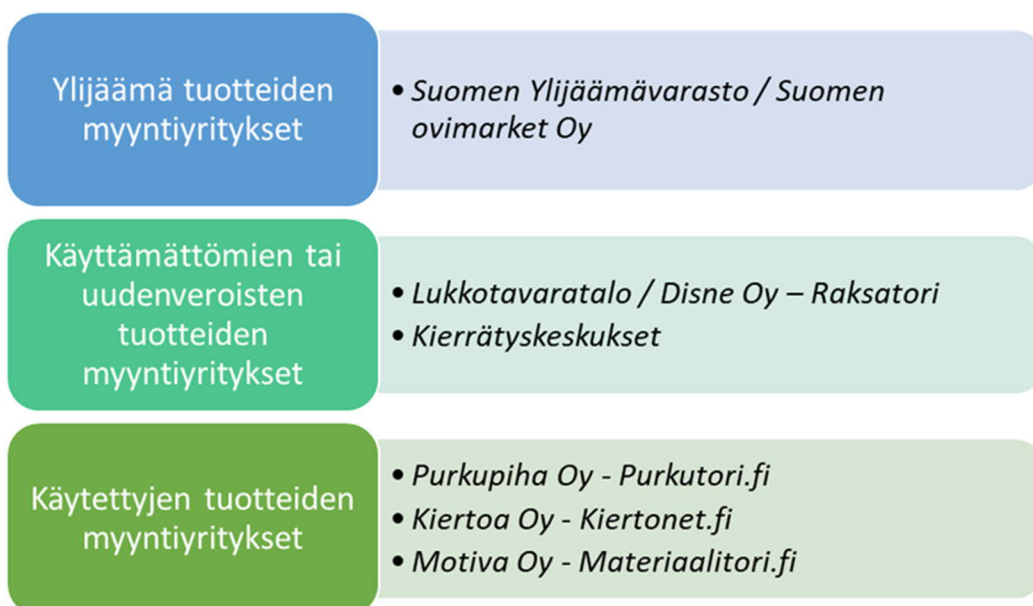 Ylijäämä tuotteiden
myyntiyritykset
• Suomen Ylijäämävarasto / Suomen
ovimarket Oy
Käyttämättömien tai
uudenveroisten
tuotteiden
myyntiyritykset
• Lukkotavaratalo / Disne Oy – Raksatori
• Kierrätyskeskukset
Käytettyjen tuotteiden
myyntiyritykset
• Purkupiha Oy - Purkutori.fi
• Kiertoa Oy - Kiertonet.fi
• Motiva Oy - Materiaalitori.fi